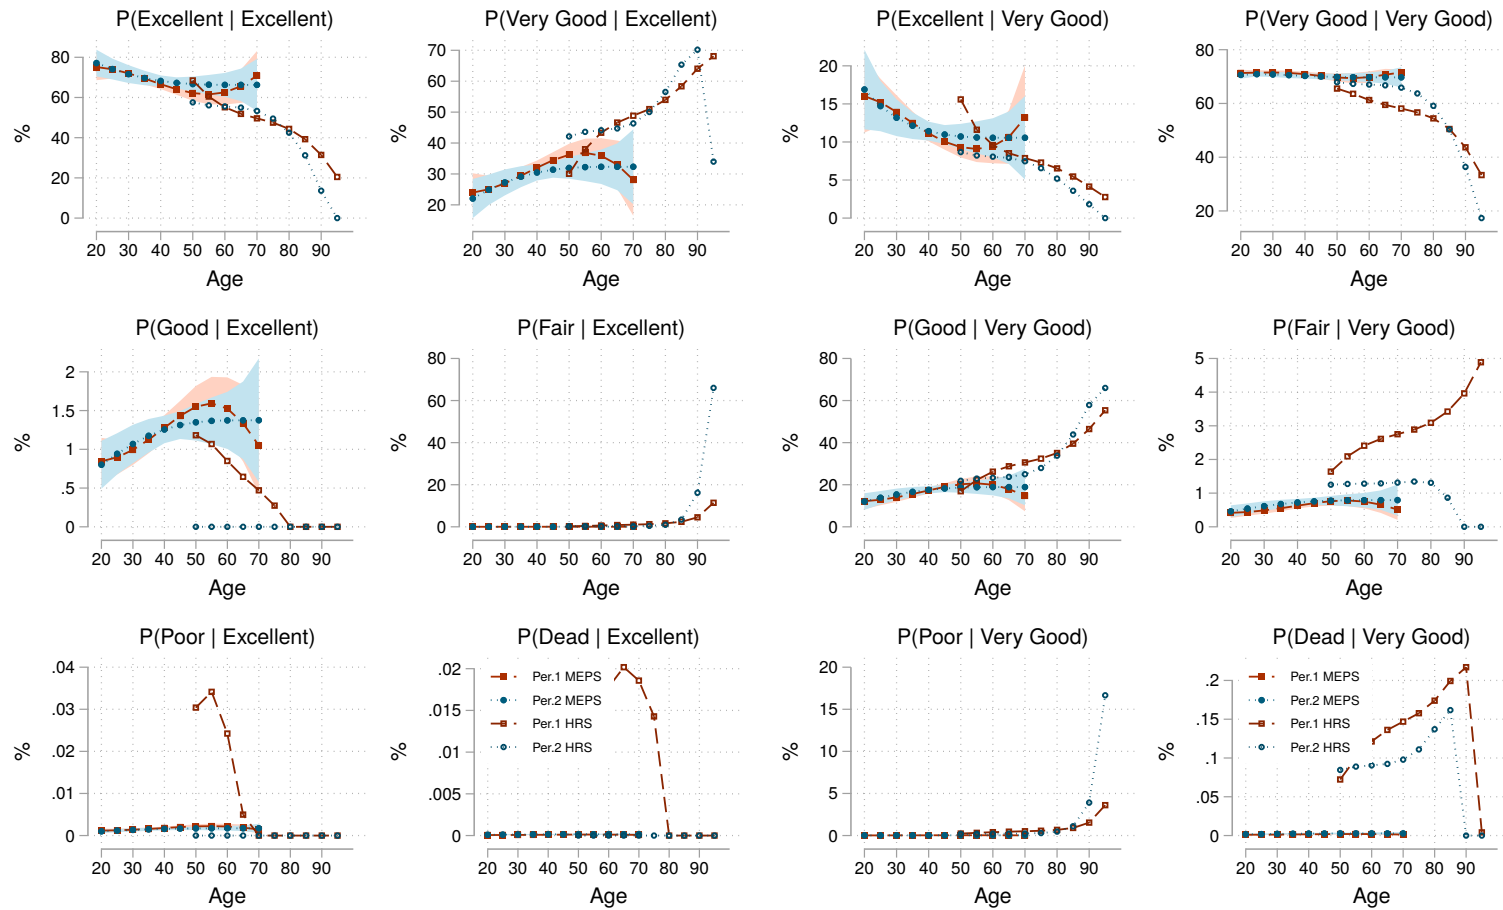 P(Excellent | Excellent)
80
60
40
20
0
%
20 30 40 50 60 70 80 90
Age
P(Very Good | Excellent)
70
60
50
40
30
20
%
20 30 40 50 60 70 80 90
Age
P(Excellent | Very Good)
20
15
10
5
0
%
20 30 40 50 60 70 80 90
Age
P(Very Good | Very Good)
80
60
40
20
%
20 30 40 50 60 70 80 90
Age
P(Good | Excellent)
2
1.5
1
.5
0
%
20 30 40 50 60 70 80 90
Age
P(Fair | Excellent)
80
60
40
20
0
%
20 30 40 50 60 70 80 90
Age
P(Good | Very Good)
80
60
40
20
0
%
20 30 40 50 60 70 80 90
Age
P(Fair | Very Good)
5
4
3
2
1
0
%
20 30 40 50 60 70 80 90
Age
P(Poor | Excellent)
.04
.03
.02
.01
0
%
20 30 40 50 60 70 80 90
Age
P(Dead | Excellent)
.02
.015
.01
.005
0
%
Per.1 MEPS
Per.2 MEPS
Per.1 HRS
Per.2 HRS
20 30 40 50 60 70 80 90
Age
P(Poor | Very Good)
20
15
10
5
0
%
20 30 40 50 60 70 80 90
Age
P(Dead | Very Good)
.2
.15
.1
.05
0
%
Per.1 MEPS
Per.2 MEPS
Per.1 HRS
Per.2 HRS
20 30 40 50 60 70 80 90
Age